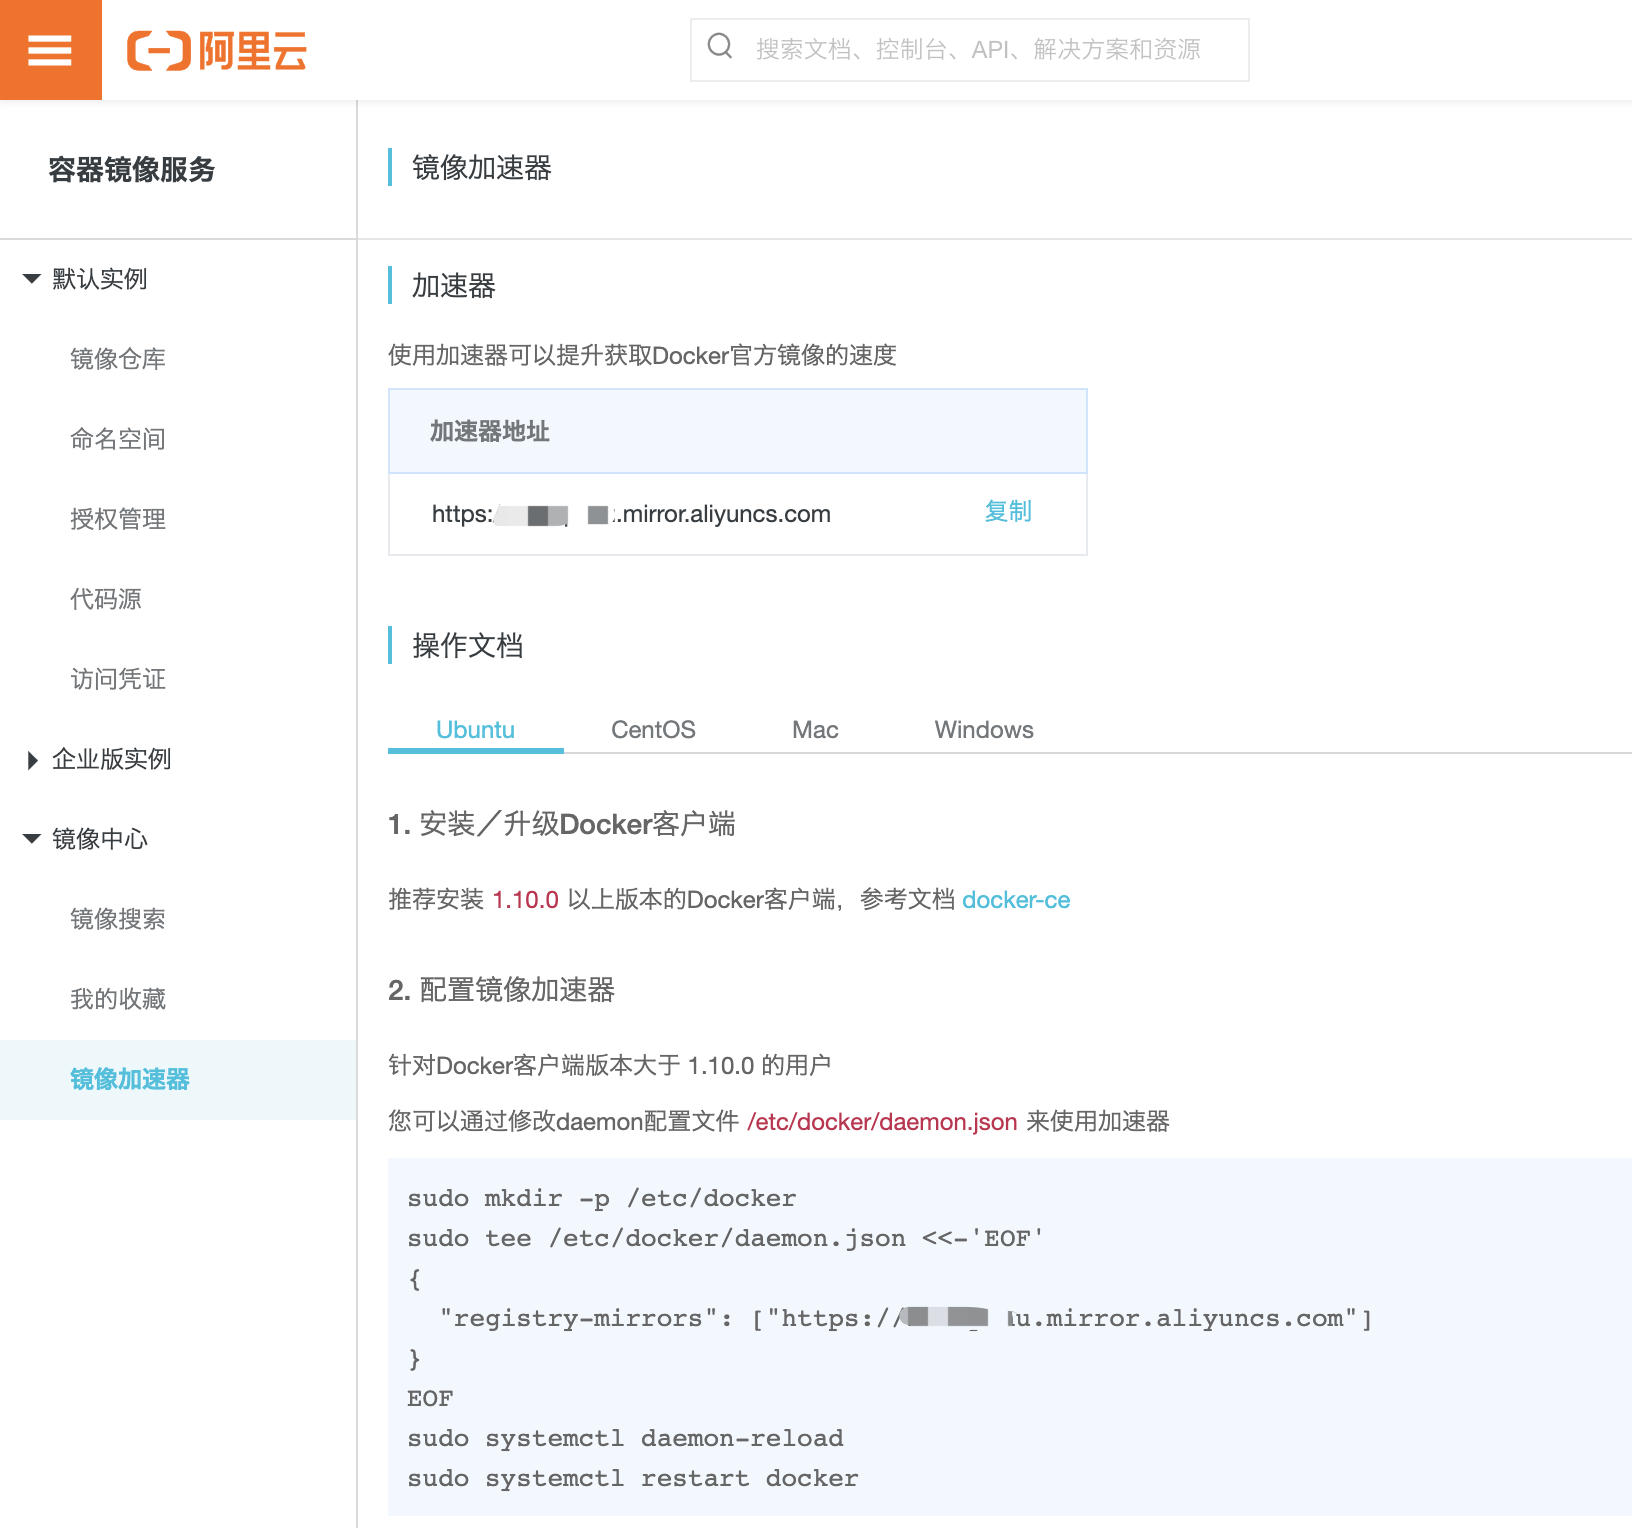 阿里云
搜索文档、控制台、API、解决方案和资源
容器镜像服务
默认实例
镜像仓库
命名空间
授权管理
代码源
访问凭证
企业版实例
镜像中心
镜像搜索
我的收藏
镜像加速器
镜像加速器
加速器
使用加速器可以提升获取Docker官方镜像的速度
加速器地址
https: .mirror.aliyuncs.com
复制
操作文档
Ubuntu CentOS Mac Windows
1. 安装／升级Docker客户端
推荐安装 1.10.0 以上版本的Docker客户端，参考文档 docker-ce
2. 配置镜像加速器
针对Docker客户端版本大于 1.10.0 的用户
您可以通过修改daemon配置文件 /etc/docker/daemon.json 来使用加速器
sudo mkdir -p /etc/docker
sudo tee /etc/docker/daemon.json <<-'EOF'
{
"registry-mirrors": ["https:// u.mirror.aliyuncs.com"]
}
EOF
sudo systemctl daemon-reload
sudo systemctl restart docker